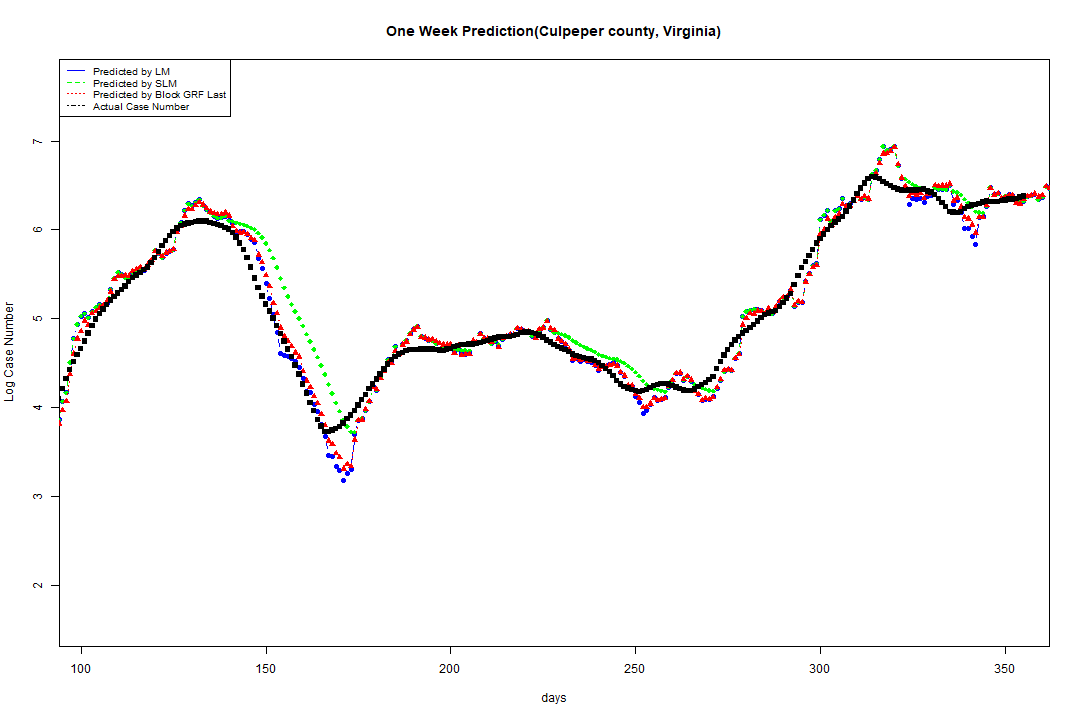 One Week Prediction(Culpeper county, Virginia)
Predicted by LM
Predicted by SLM
Predicted by Block GRF Last
Actual Case Number
Log Case Number
7
6
5
4
3
2
100 150 200 250 300 350
days